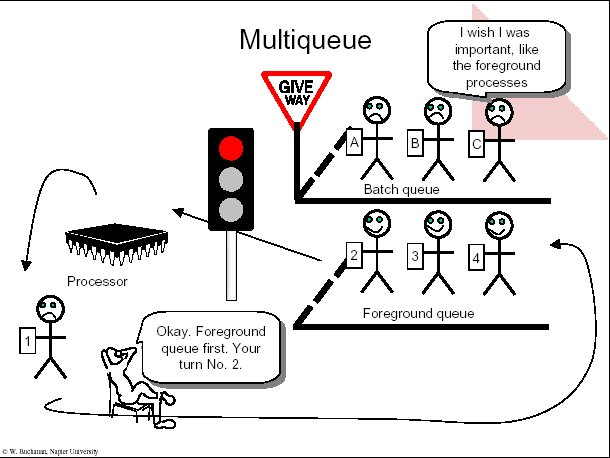 Multiqueue
I wish I was
important, like
the foreground
processes
GIVE
WAY
A
B
C
Batch queue
2
3
4
Processor
Foreground queue
1
Okay. Foreground
queue first. Your
turn No. 2.
© W. Buchanan, Napier University